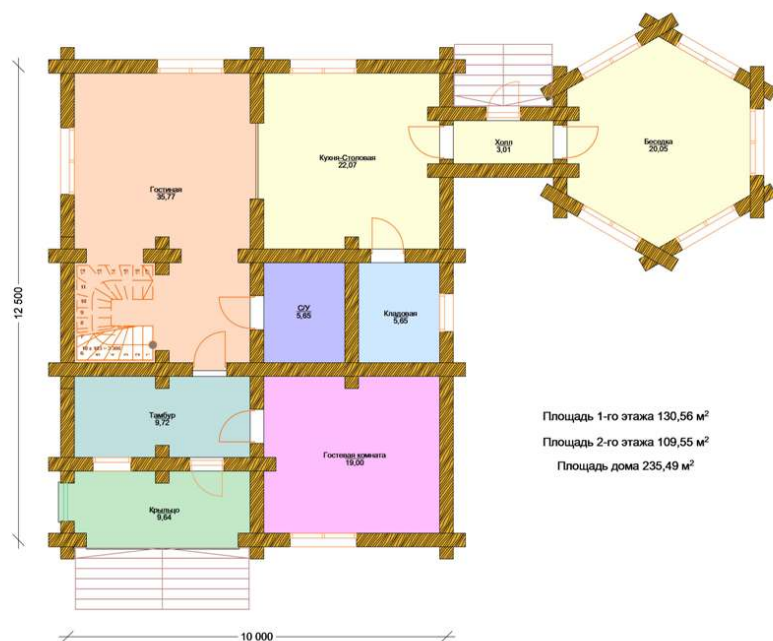 12 500
Гостиная
35,77
Кухня-Столовая
22,07
Холл
3,01
Беседка
20,05
С/У
5,65
Кладовая
5,65
Тамбур
9,72
Гостевая комната
19,00
Крыльцо
9,64
Площадь 1-го этажа 130,56 м²
Площадь 2-го этажа 109,55 м²
Площадь дома 235,49 м²
10 000